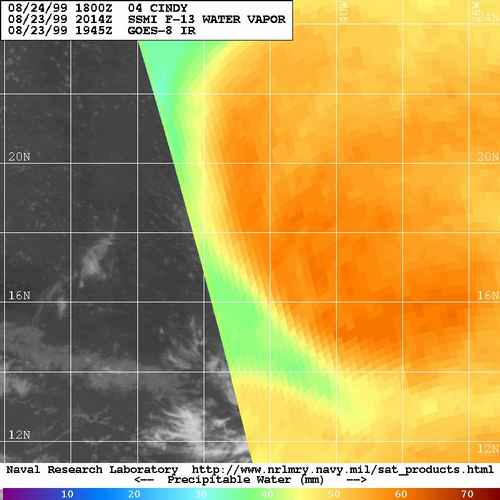 08/24/99 1800Z 04 CINDY
08/23/99 2014Z SSMI F-13 WATER VAPOR
08/23/99 1945Z GOES-8 IR
20N
16N
16N
12N
12N
Naval Research Laboratory http://www.nrlmry.navy.mil/sat_products.html
<-- Precipitable Water (mm) -->
10 20 30 40 50 60 70